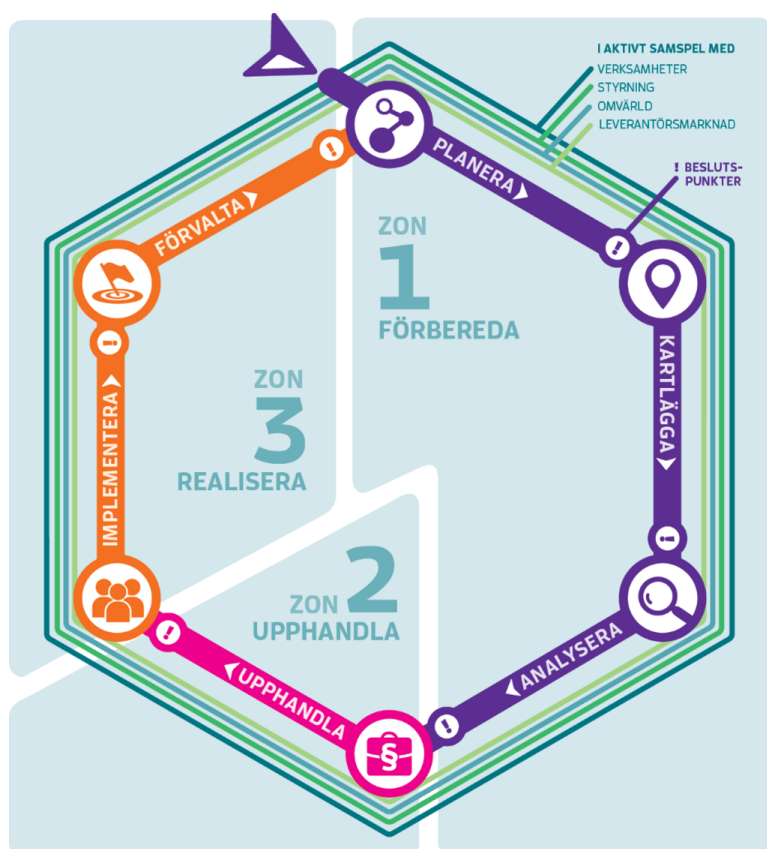 I AKTIVT SAMSPEL MED
VERKSAMHETER
STYRNING
OMVÄRLD
LEVERANTÖRSMARKNAD
! BESLUTS-
PUNKTER
PLANERA
!
KARTLÄGGA
!
ANALYSERA
!
UPPHANDLA
§
!
IMPLEMENTERA
!
FÖRVALTA
!
ZON
1
FÖRBEREDA
ZON
3
REALISERA
ZON 2
UPPHANDLA